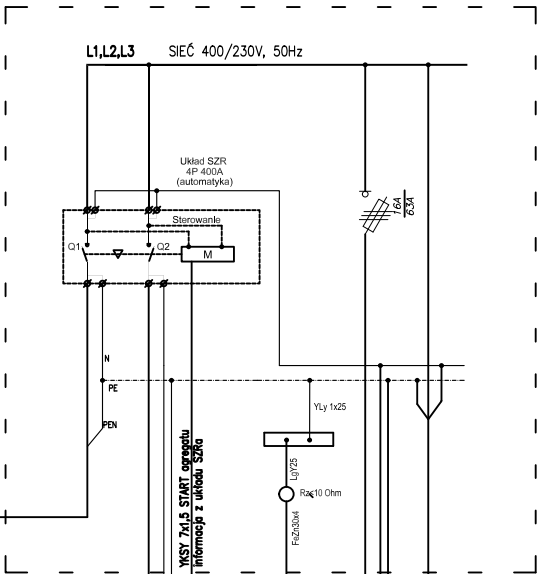 L1,L2,L3 SIEĆ 400/230V, 50Hz
Układ SZR
4P 400A
(automatyka)
16A
63A
Sterowanie
Q1
Q2
M
N
PE
PEN
YLy 1x25
YKSY 7x1,5 START agregatu
informacja z układu SZRa
LgY25
Rz<10 Ohm
FeZn30x4